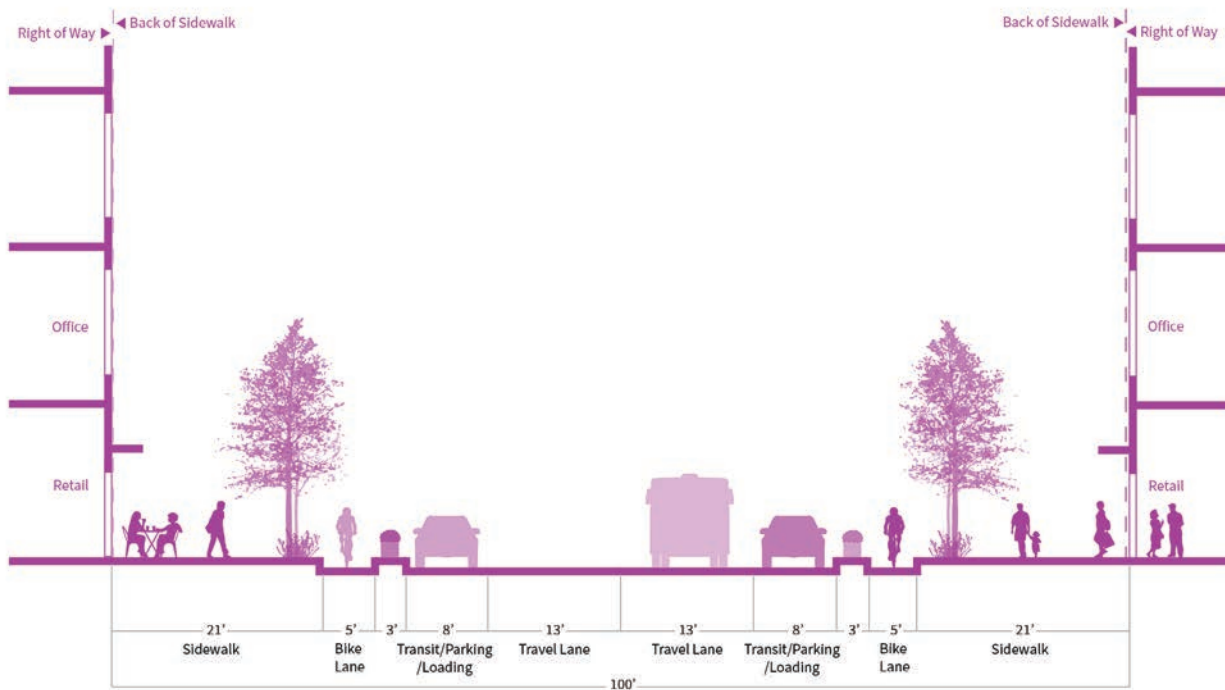 Back of Sidewalk
Right of Way
Back of Sidewalk
Right of Way
Office
Office
Retail
Retail
21' 5' 3' 8' 13' 13' 8' 3' 5' 21'
Sidewalk
Bike
Lane
Transit/Parking
/Loading
Travel Lane
Travel Lane
Transit/Parking
/Loading
Bike
Lane
Sidewalk
100'